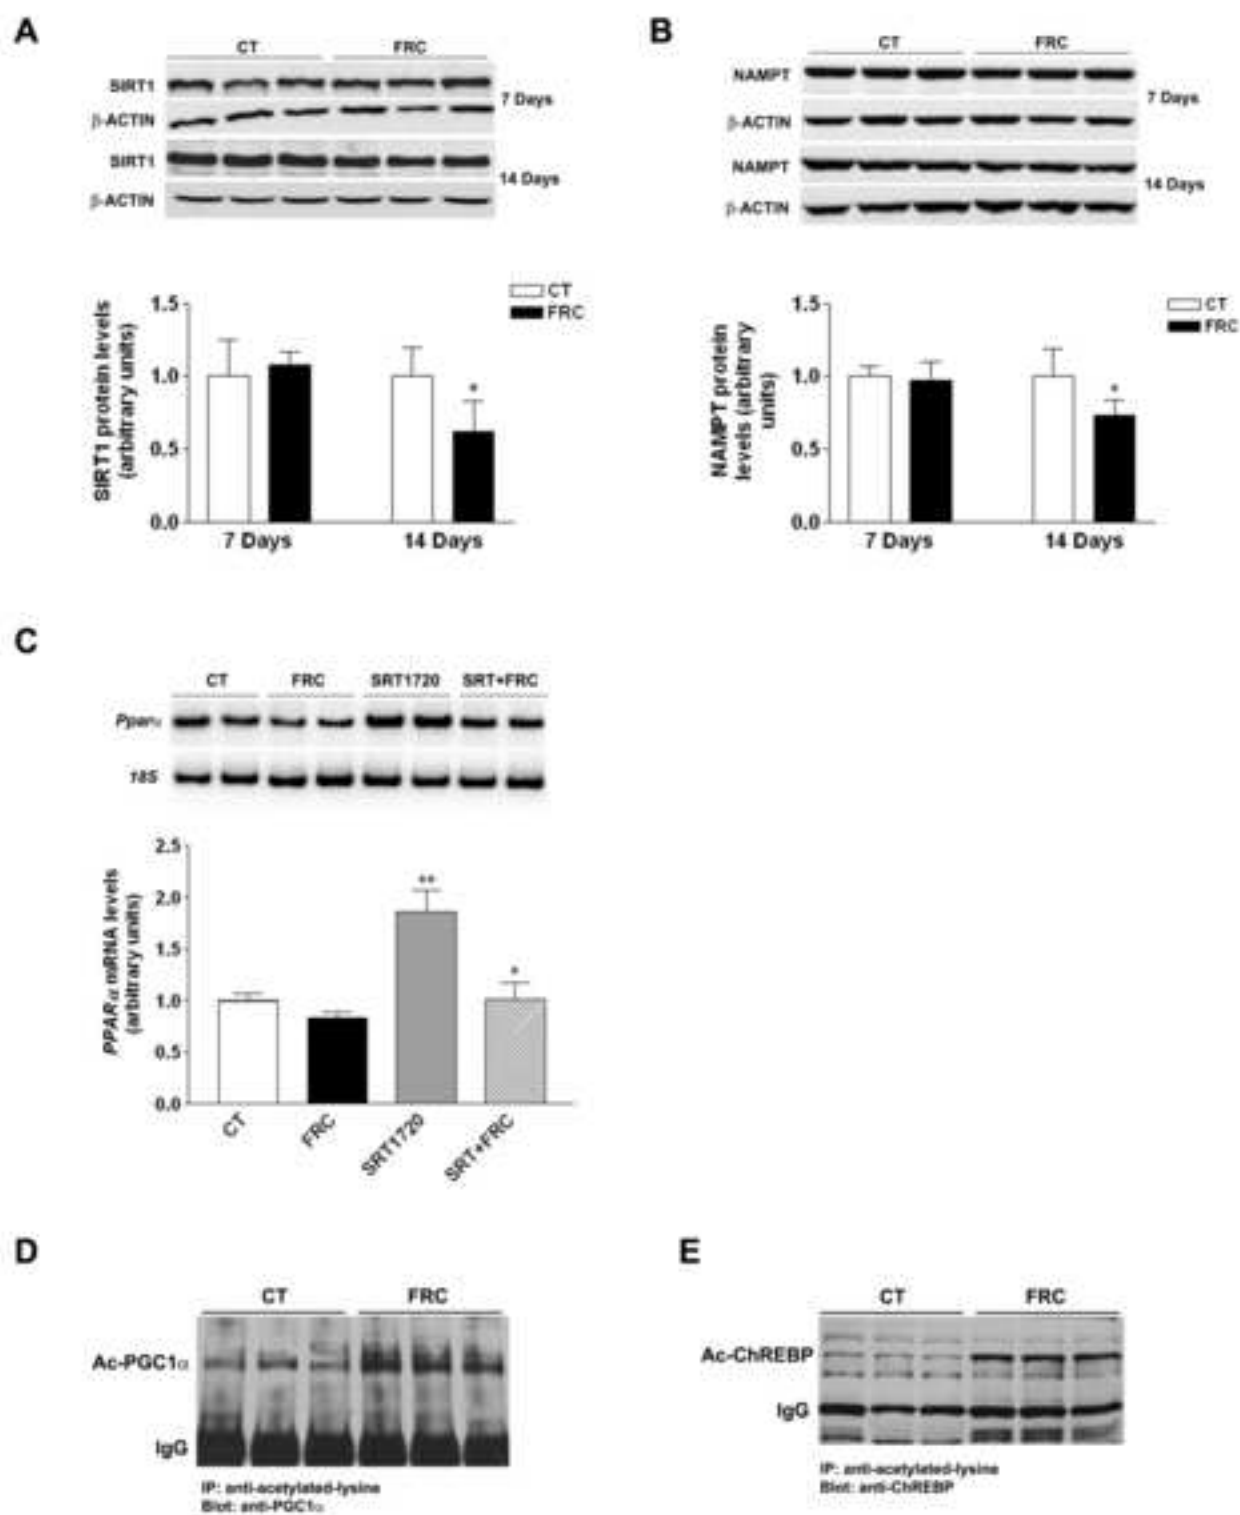 A
CT FRC
SIRT1
7 Days
β-ACTIN
SIRT1
14 Days
β-ACTIN
CT
FRC
SIRT1 protein levels
(arbitrary units)
1.5
1.0
0.5
0.0
*
7 Days 14 Days
B
CT FRC
NAMPT
7 Days
β-ACTIN
NAMPT
14 Days
β-ACTIN
CT
FRC
NAMPT protein
levels (arbitrary
units)
1.5
1.0
0.5
0.0
*
7 Days 14 Days
C
CT FRC SRT1720 SRT+FRC
Pparα
18S
PPARα mRNA levels
(arbitrary units)
2.5
2.0
1.5
1.0
0.5
0.0
**
*
CT FRC SRT1720 SRT+FRC
D
CT FRC
Ac-PGC1α
IgG
IP: anti-acetylated-lysine
Blot: anti-PGC1α
E
CT FRC
Ac-ChREBP
IgG
IP: anti-acetylated-lysine
Blot: anti-ChREBP